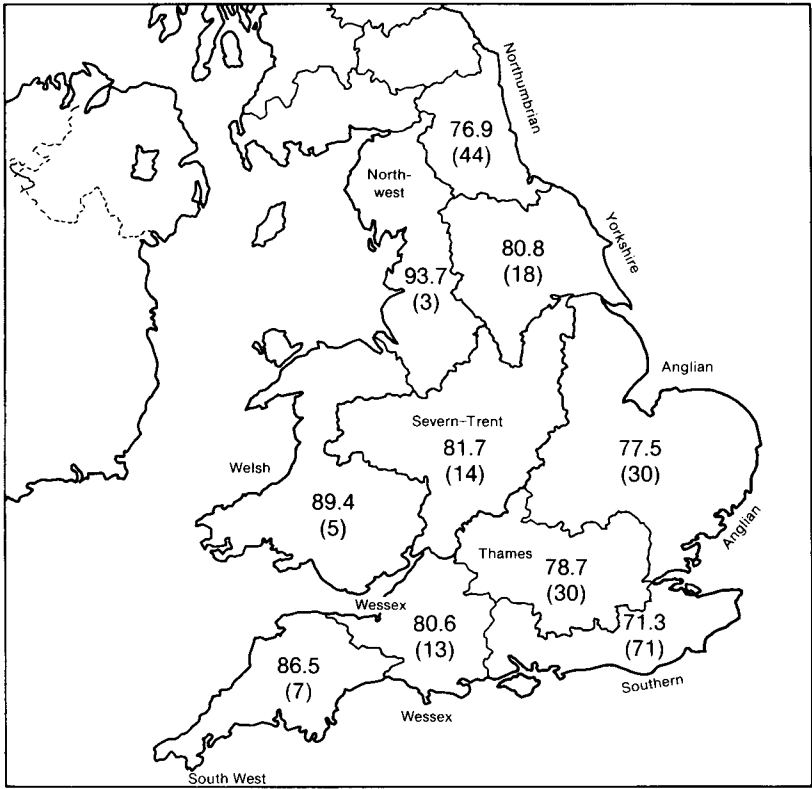 Northumbrian
76.9
(44)
North-
west
Yorkshire
80.8
(18)
93.7
(3)
Anglian
Severn-Trent
81.7
(14)
77.5
(30)
Welsh
89.4
(5)
Anglian
Thames
78.7
(30)
Wessex
80.6
(13)
71.3
(71)
86.5
(7)
Southern
Wessex
South West